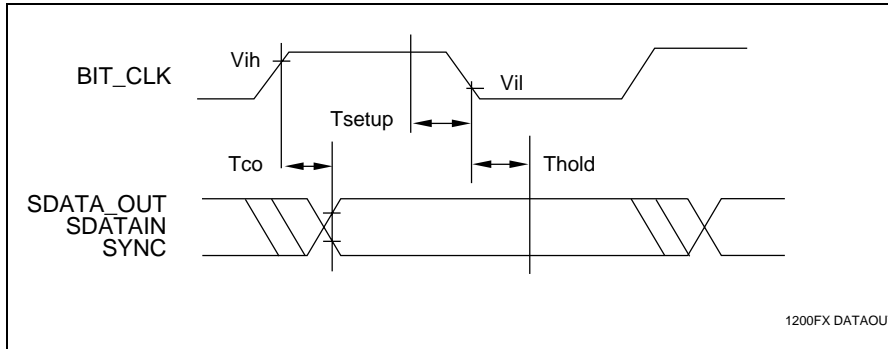 Vih
BIT_CLK
Vil
Tsetup
Tco
Thold
SDATA_OUT
SDATAIN
SYNC
1200FX DATAOU